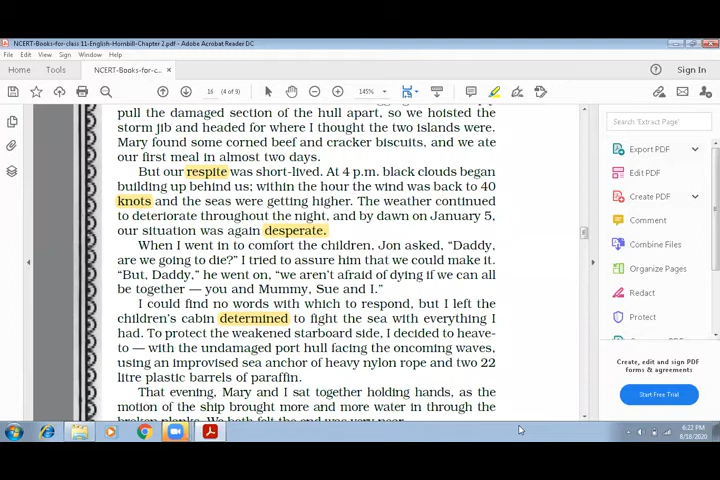 NCERT-Books-for-class 11-English-Hornbill-Chapter 2.pdf - Adobe Acrobat Reader DC
File Edit View Sign Window Help
Home Tools NCERT-Books-for-c... × Sign In
16 (4 of 9) 145%
pull the damaged section of the hull apart, so we hoisted the
storm jib and headed for where I thought the two islands were.
Mary found some corned beef and cracker biscuits, and we ate
our first meal in almost two days.
But our respite was short-lived. At 4 p.m. black clouds began
building up behind us; within the hour the wind was back to 40
knots and the seas were getting higher. The weather continued
to deteriorate throughout the night, and by dawn on January 5,
our situation was again desperate.
When I went in to comfort the children, Jon asked, “Daddy,
are we going to die?” I tried to assure him that we could make it.
“But, Daddy,” he went on, “we aren’t afraid of dying if we can all
be together — you and Mummy, Sue and I.”
I could find no words with which to respond, but I left the
children’s cabin determined to fight the sea with everything I
had. To protect the weakened starboard side, I decided to heave-
to — with the undamaged port hull facing the oncoming waves,
using an improvised sea anchor of heavy nylon rope and two 22
litre plastic barrels of paraffin.
That evening, Mary and I sat together holding hands, as the
motion of the ship brought more and more water in through the
Search 'Extract Page'
Export PDF
Edit PDF
Create PDF
Comment
Combine Files
Organize Pages
Redact
Protect
Create, edit and sign PDF
forms & agreements
Start Free Trial
6:22 PM
8/18/2020